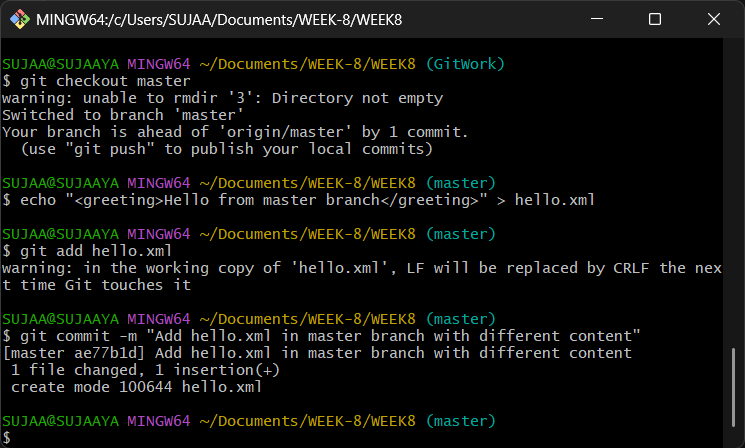 MINGW64:/c/Users/SUJAA/Documents/WEEK-8/WEEK8
SUJAA@SUJAAYA MINGW64 ~/Documents/WEEK-8/WEEK8 (GitWork)
$ git checkout master
warning: unable to rmdir '3': Directory not empty
Switched to branch 'master'
Your branch is ahead of 'origin/master' by 1 commit.
  (use "git push" to publish your local commits)
SUJAA@SUJAAYA MINGW64 ~/Documents/WEEK-8/WEEK8 (master)
$ echo "<greeting>Hello from master branch</greeting>" > hello.xml
SUJAA@SUJAAYA MINGW64 ~/Documents/WEEK-8/WEEK8 (master)
$ git add hello.xml
warning: in the working copy of 'hello.xml', LF will be replaced by CRLF the nex
t time Git touches it
SUJAA@SUJAAYA MINGW64 ~/Documents/WEEK-8/WEEK8 (master)
$ git commit -m "Add hello.xml in master branch with different content"
[master ae77b1d] Add hello.xml in master branch with different content
 1 file changed, 1 insertion(+)
 create mode 100644 hello.xml
SUJAA@SUJAAYA MINGW64 ~/Documents/WEEK-8/WEEK8 (master)
$